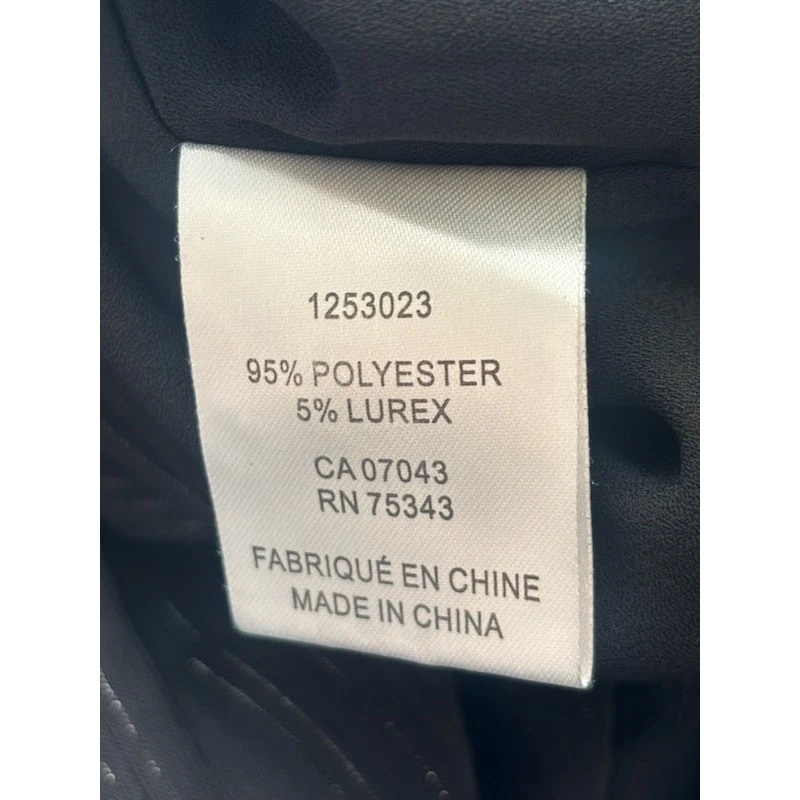 1253023
95% POLYESTER
5% LUREX
CA 07043
RN 75343
FABRIQUÉ EN CHINE
MADE IN CHINA